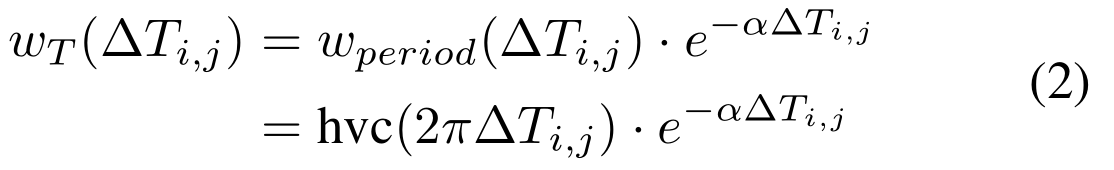 w_T(ΔT_{i,j}) = w_{period}(ΔT_{i,j}) · e^{-αΔT_{i,j}}
= hvc(2πΔT_{i,j}) · e^{-αΔT_{i,j}}
(2)